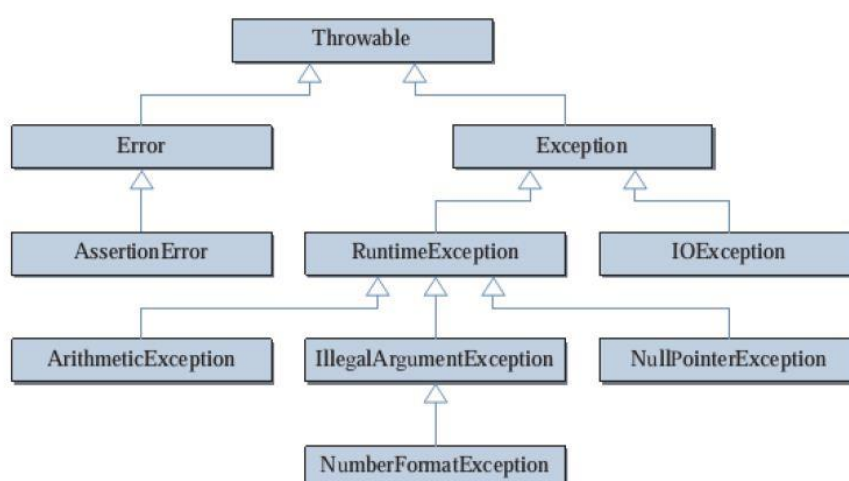 Throwable
Error
Exception
AssertionError
RuntimeException
IOException
ArithmeticException
IllegalArgumentException
NullPointerException
NumberFormatException